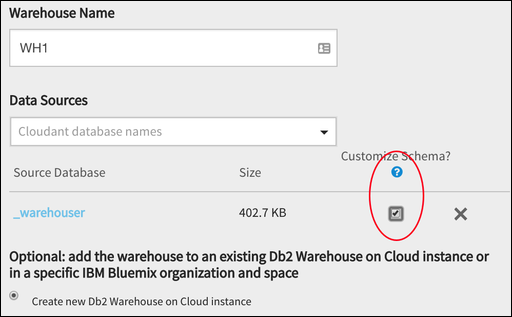 Warehouse Name
WH1
Data Sources
Cloudant database names
Customize Schema?
Source Database Size ?
_warehouser 402.7 KB
Optional: add the warehouse to an existing Db2 Warehouse on Cloud instance or
in a specific IBM Bluemix organization and space
Create new Db2 Warehouse on Cloud instance